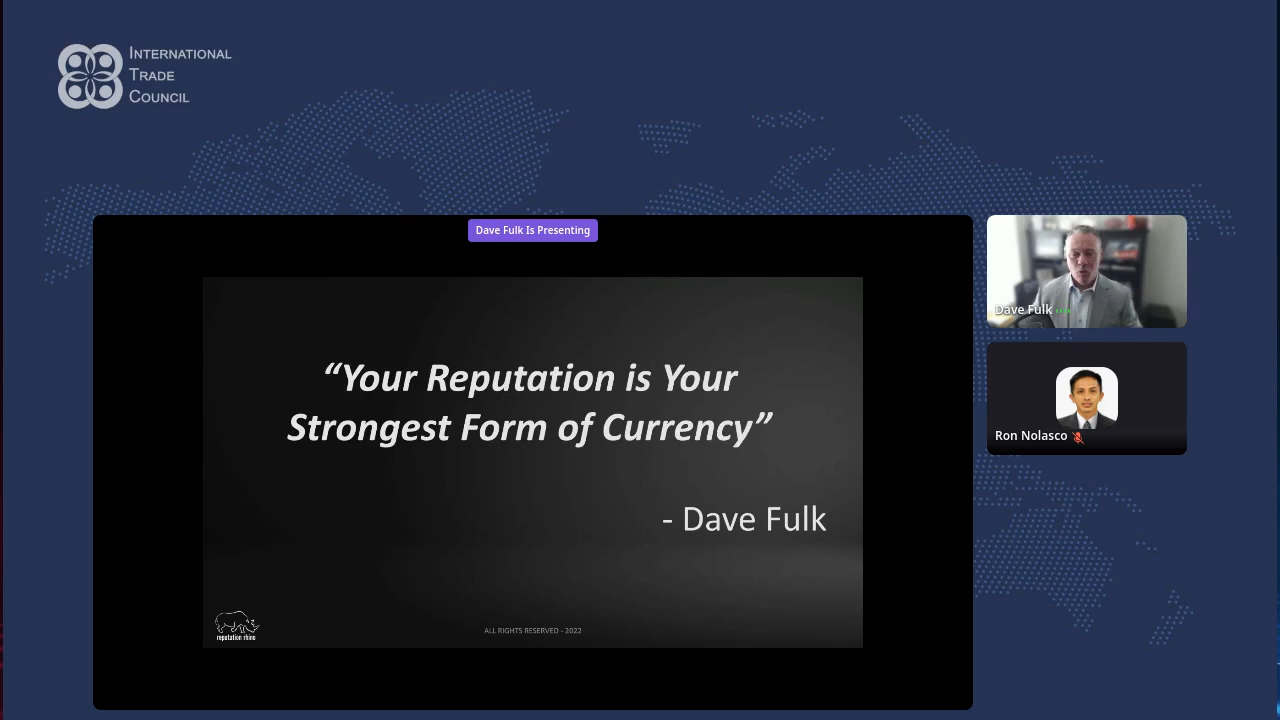 INTERNATIONAL
TRADE
COUNCIL
Dave Fulk Is Presenting
“Your Reputation is Your
Strongest Form of Currency”
- Dave Fulk
reputation rhino
ALL RIGHTS RESERVED - 2022
Dave Fulk
Ron Nolasco